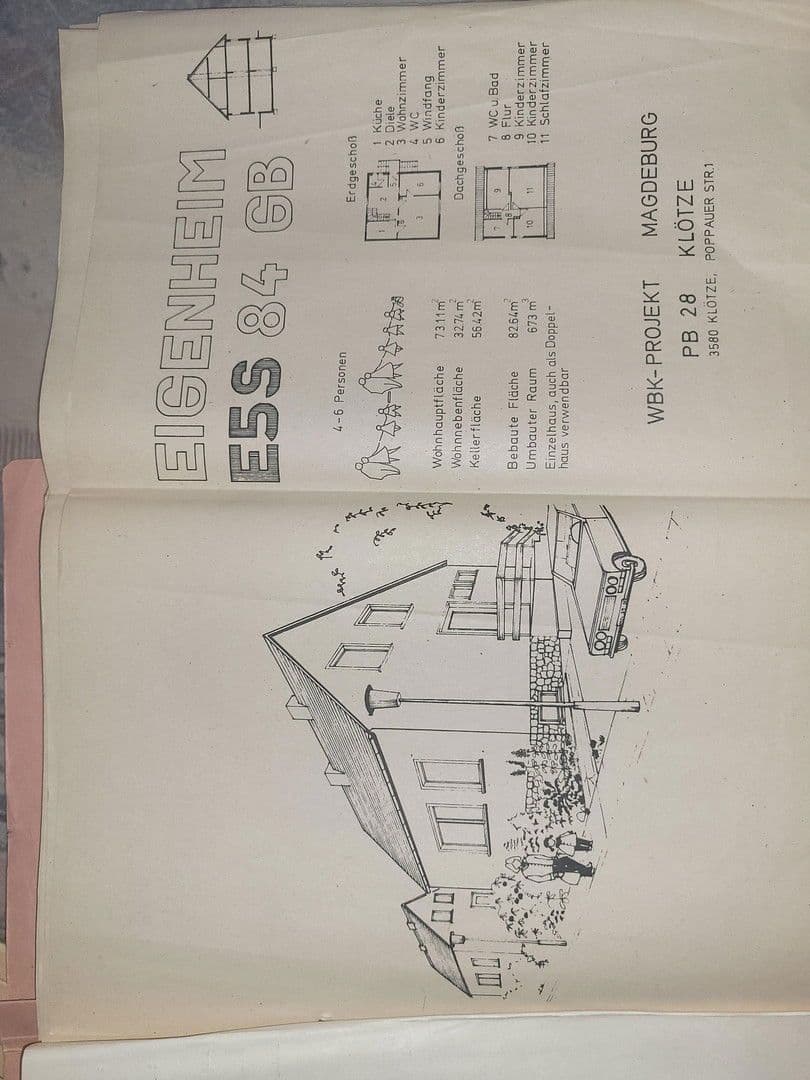 EIGENHEIM
E5S 84 GB
4-6 Personen
Wohnhauptfläche 73.11 m²
Wohnnebenfläche 32.74 m²
Kellerfläche 56.42 m²
Bebaute Fläche 82.64 m²
Umbauter Raum 673 m³
Einzelhaus, auch als Doppel-
haus verwendbar
Erdgeschoß
1 Küche
2 Diele
3 Wohnzimmer
4 WC
5 Windfang
6 Kinderzimmer
Dachgeschoß
7 WC u. Bad
8 Flur
9 Kinderzimmer
10 Kinderzimmer
11 Schlafzimmer
WBK-PROJEKT MAGDEBURG
PB 28 KLÖTZE
3580 KLÖTZE, POPPAUER STR.1